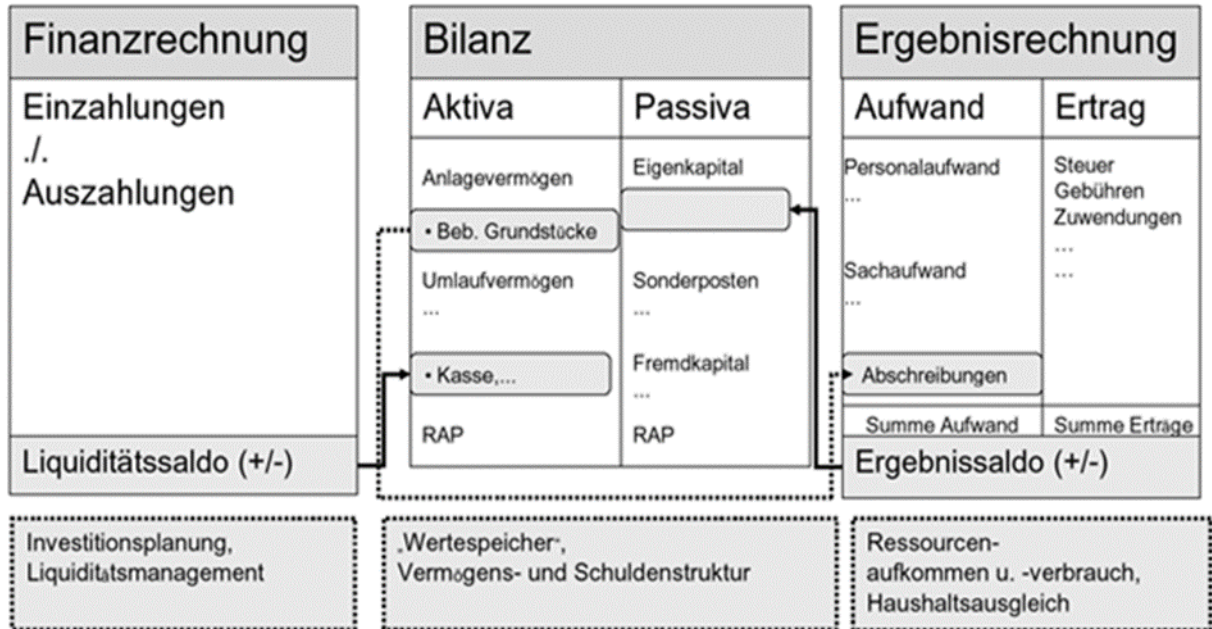 Finanzrechnung
Einzahlungen
./.
Auszahlungen
Liquiditätssaldo (+/-)
Investitionsplanung,
Liquiditätsmanagement
Bilanz
Aktiva
Anlagevermögen
• Beb. Grundstücke
Umlaufvermögen
...
• Kasse,...
RAP
Passiva
Eigenkapital
Sonderposten
...
Fremdkapital
...
RAP
„Wertespeicher“,
Vermögens- und Schuldenstruktur
Ergebnisrechnung
Aufwand
Personalaufwand
...
Sachaufwand
...
Abschreibungen
Summe Aufwand
Ertrag
Steuer
Gebühren
Zuwendungen
...
...
Summe Erträge
Ergebnissaldo (+/-)
Ressourcen-
aufkommen u. -verbrauch,
Haushaltsausgleich